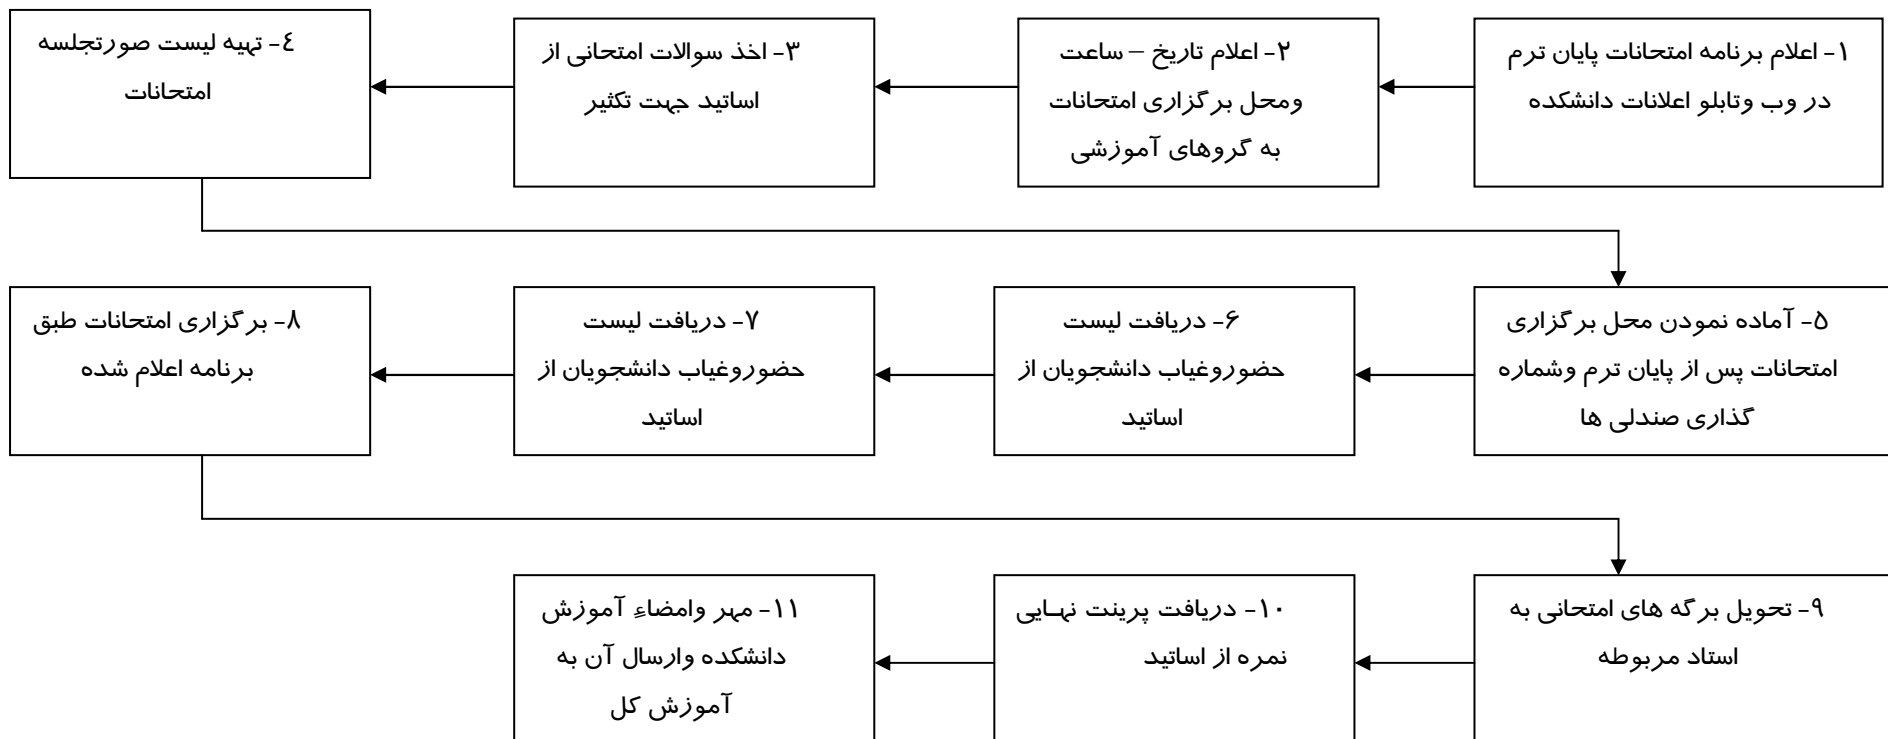 ۱- اعلام برنامه امتحانات پایان ترم
در وب وتابلو اعلانات دانشکده
۲- اعلام تاریخ – ساعت
ومحل برگزاری امتحانات
به گروهای آموزشی
۳- اخذ سوالات امتحانی از
اساتید جهت تکثیر
٤- تهیه لیست صورتجلسه
امتحانات
۵- آماده نمودن محل برگزاری
امتحانات پس از پایان ترم وشماره
گذاری صندلی ها
۶- دریافت لیست
حضوروغیاب دانشجویان از
اساتید
۷- دریافت لیست
حضوروغیاب دانشجویان از
اساتید
۸- برگزاری امتحانات طبق
برنامه اعلام شده
۹- تحویل برگه های امتحانی به
استاد مربوطه
۱۰- دریافت پرینت نهـایی
نمره از اساتید
۱۱- مهر وامضاءِ آموزش
دانشکده وارسال آن به
آموزش کل